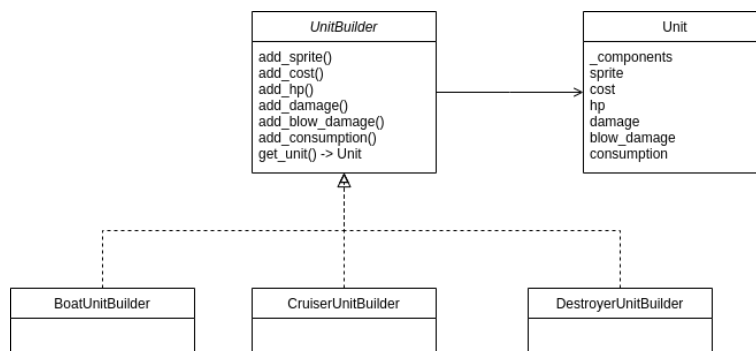 UnitBuilder
add_sprite()
add_cost()
add_hp()
add_damage()
add_blow_damage()
add_consumption()
get_unit() -> Unit
Unit
_components
sprite
cost
hp
damage
blow_damage
consumption
BoatUnitBuilder
CruiserUnitBuilder
DestroyerUnitBuilder